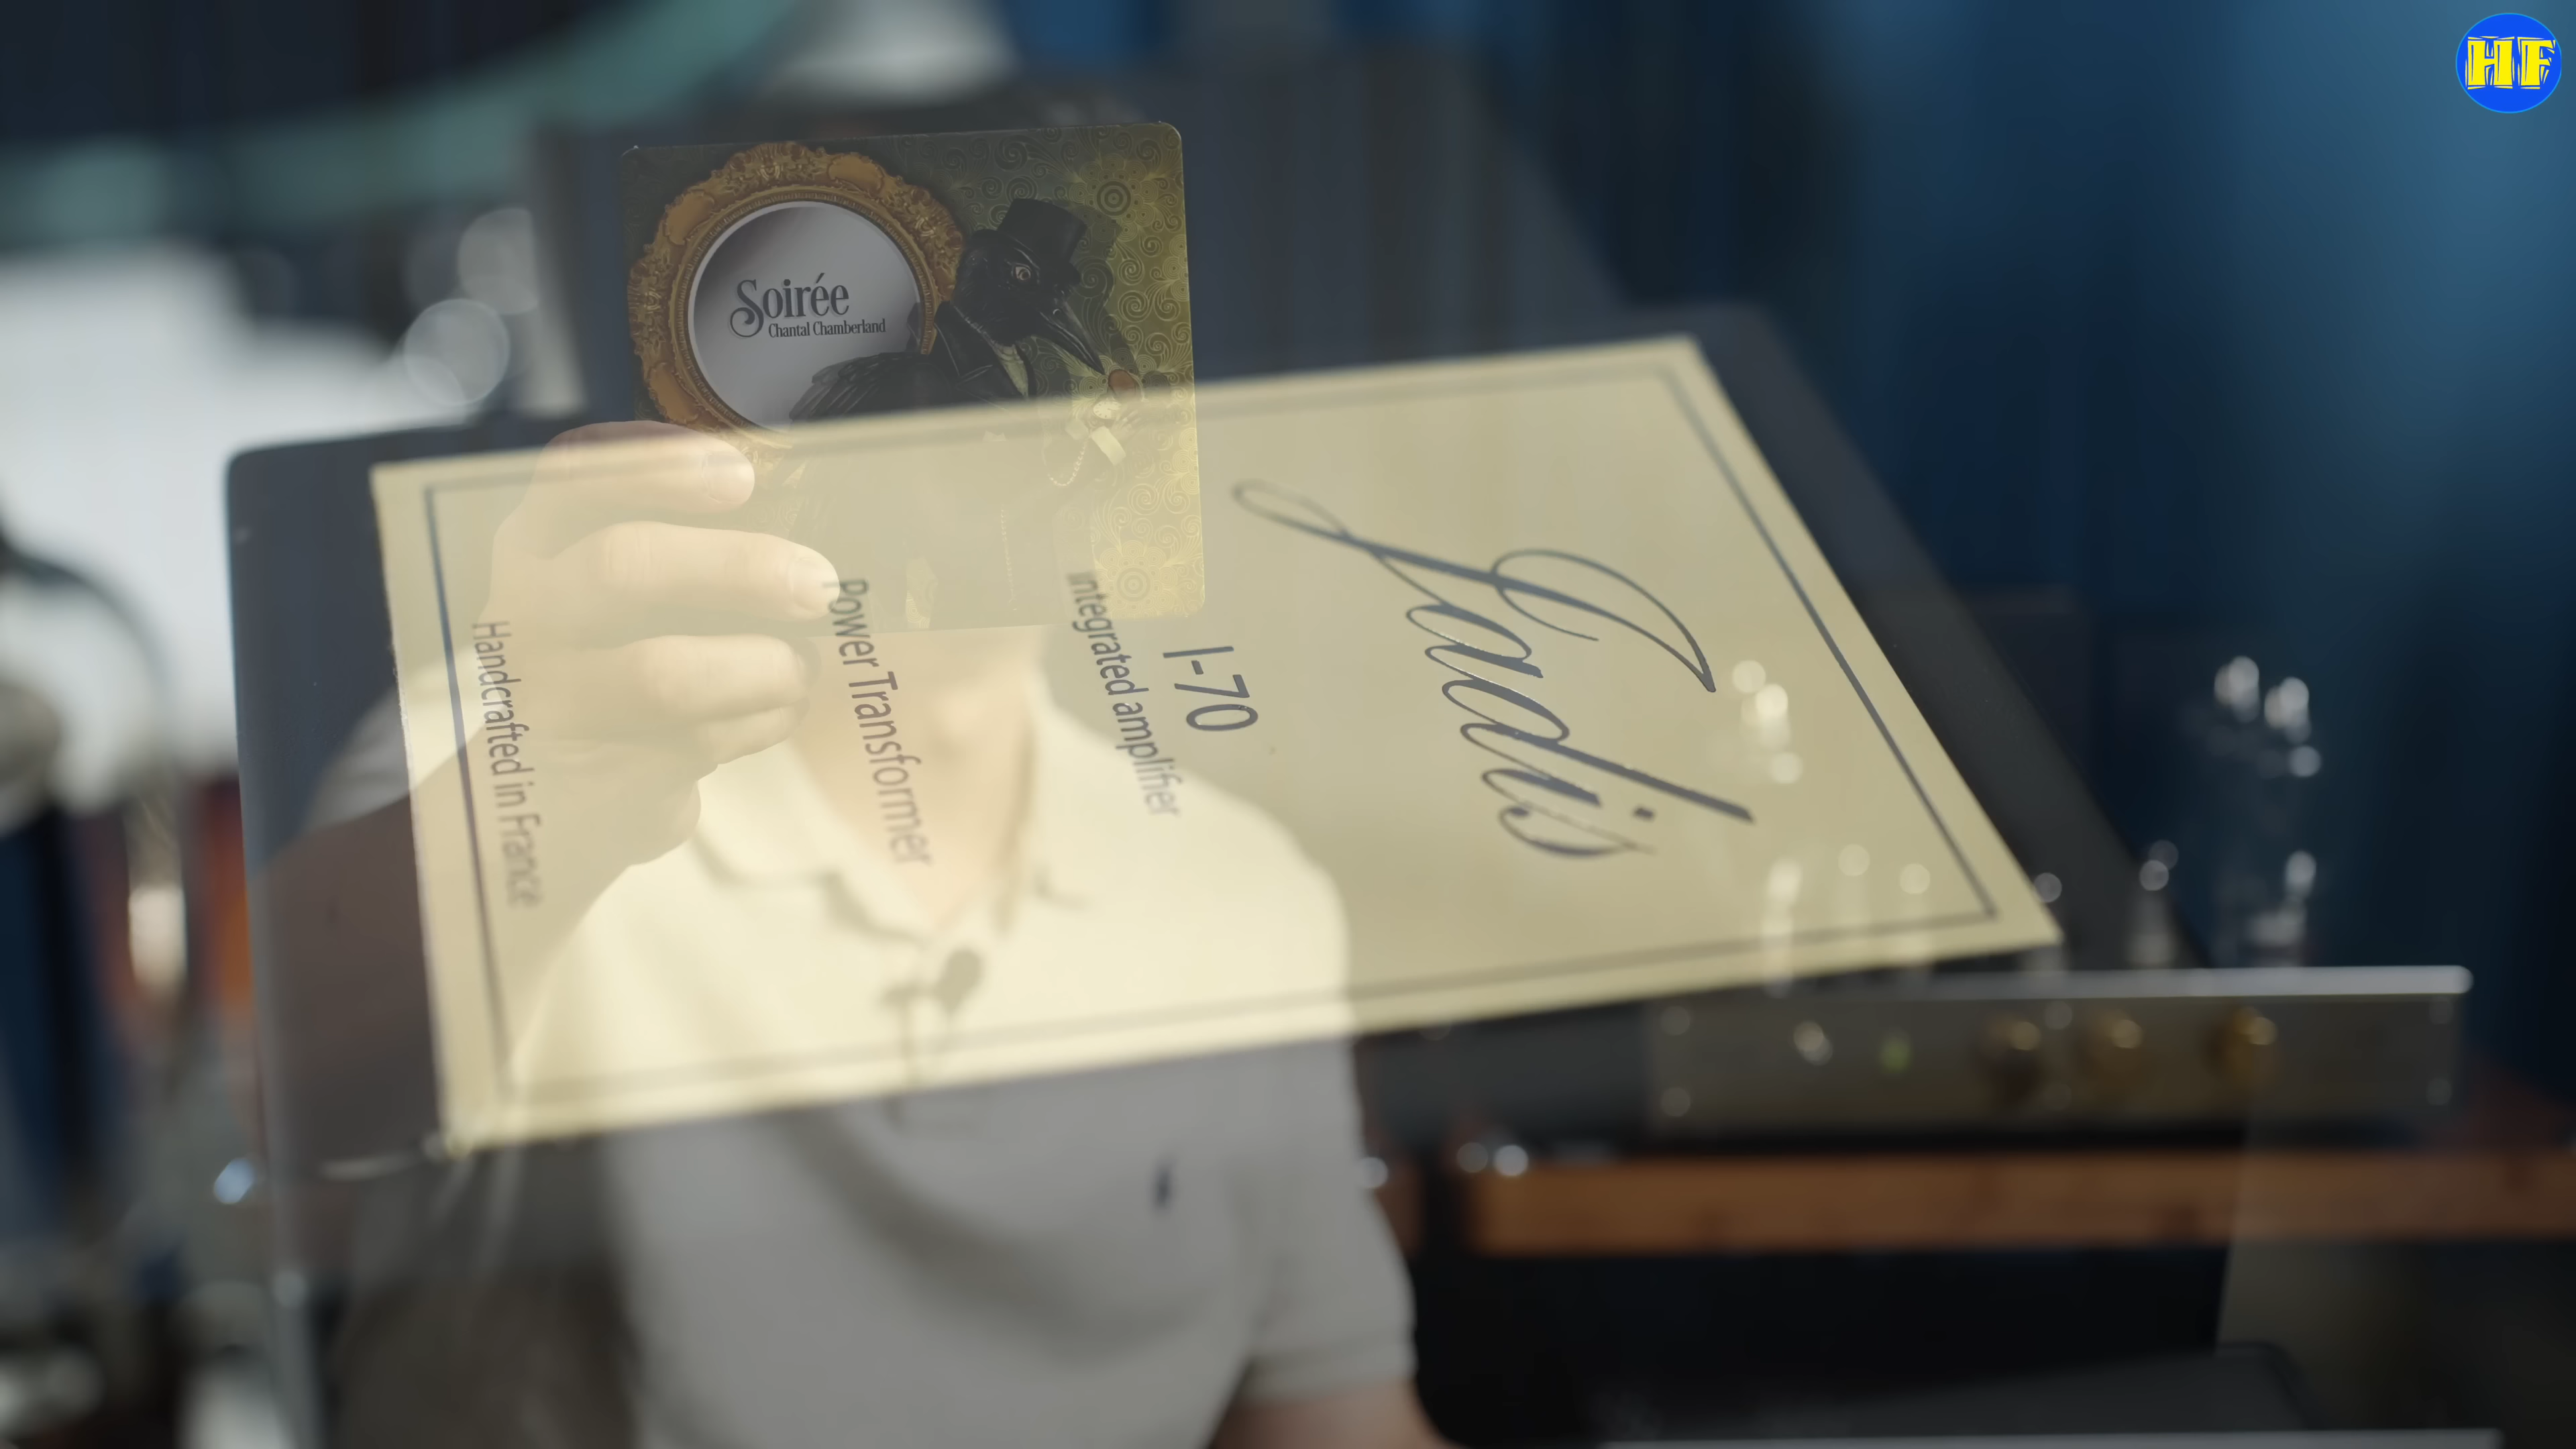 HF
Soirée
Chantal Chamberland
Jadis
I-70
integrated amplifier
Power Transformer
Handcrafted in France